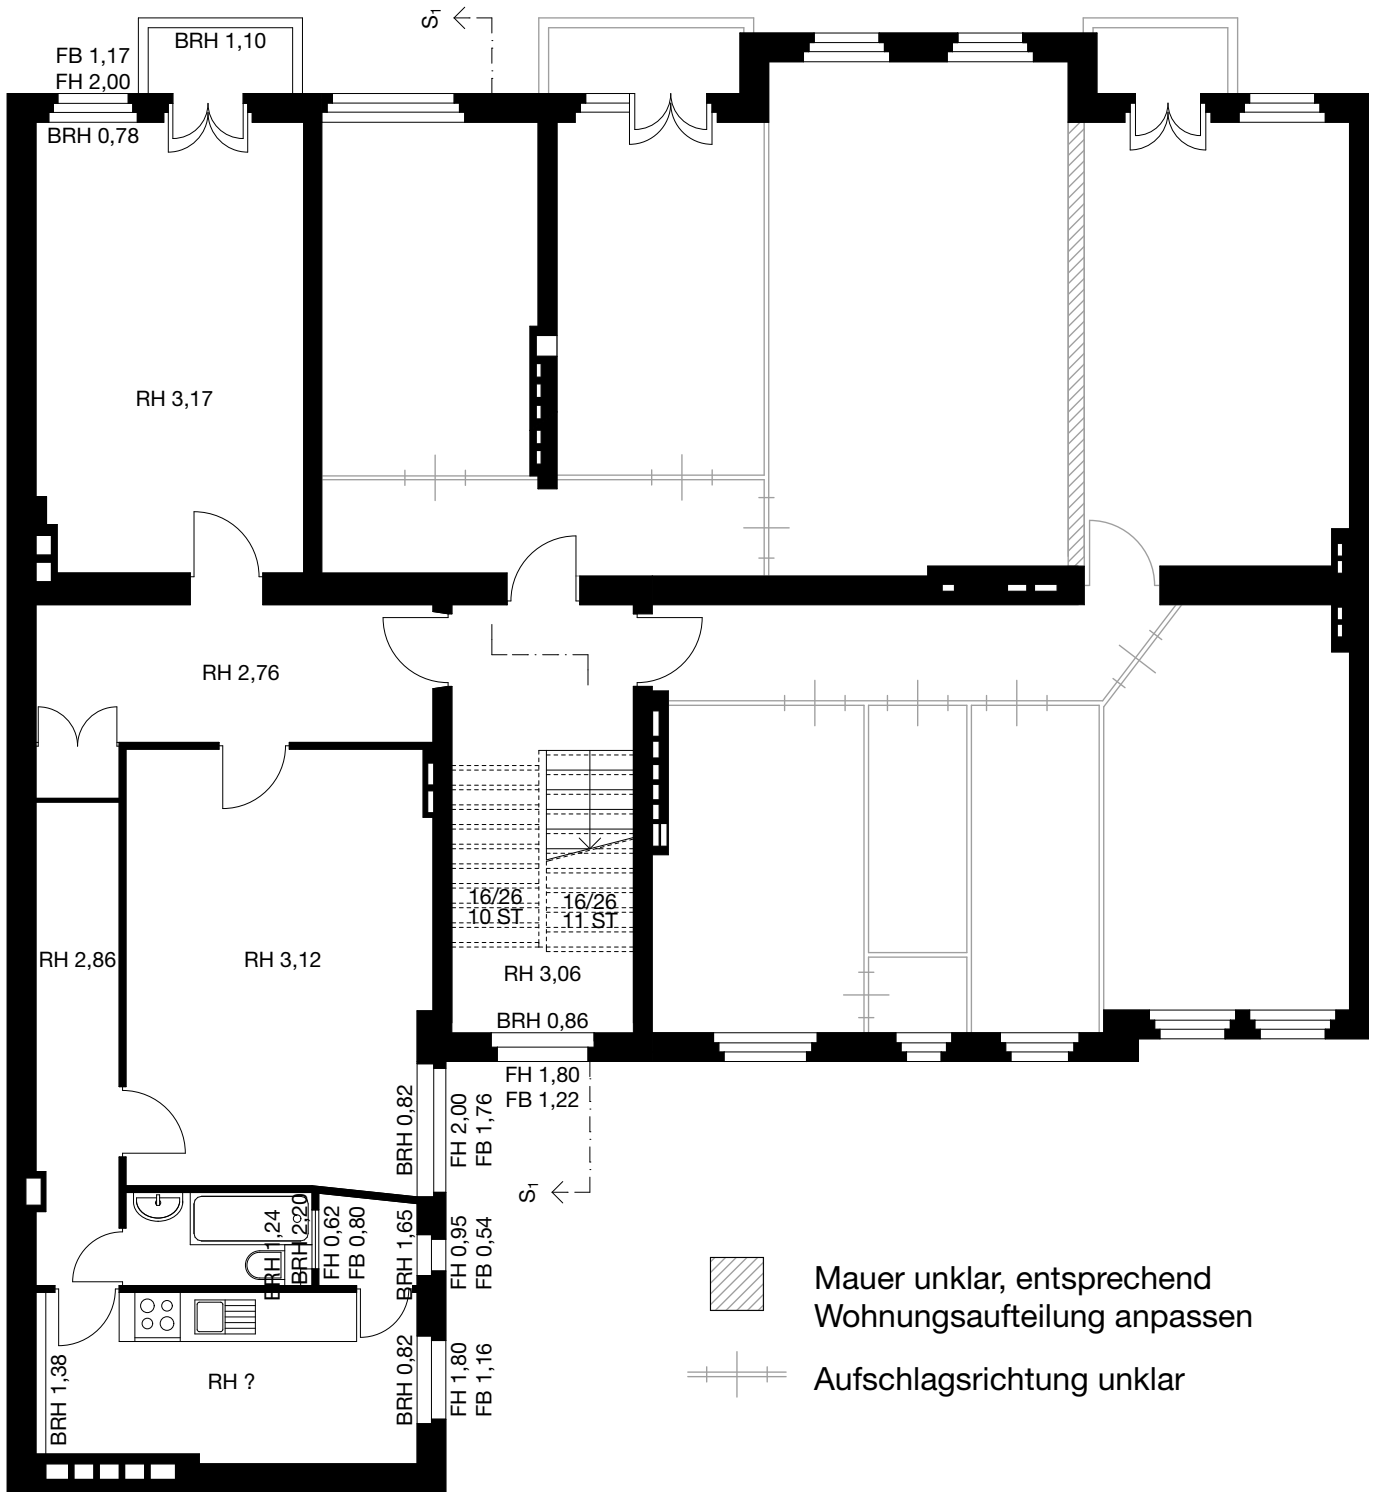 S1
BRH 1,10
FB 1,17
FH 2,00
BRH 0,78
RH 3,17
RH 2,76
16/26
10 ST
16/26
11 ST
RH 2,86
RH 3,12
RH 3,06
BRH 0,86
FH 1,80
FB 1,22
BRH 0,82
FH 2,00
FB 1,76
S1
BRH 1,24
BRH 2,20
FH 0,62
FB 0,80
BRH 1,65
FH 0,95
FB 0,54
BRH 1,38
RH ?
BRH 0,82
FH 1,80
FB 1,16
Mauer unklar, entsprechend
Wohnungsaufteilung anpassen
Aufschlagsrichtung unklar